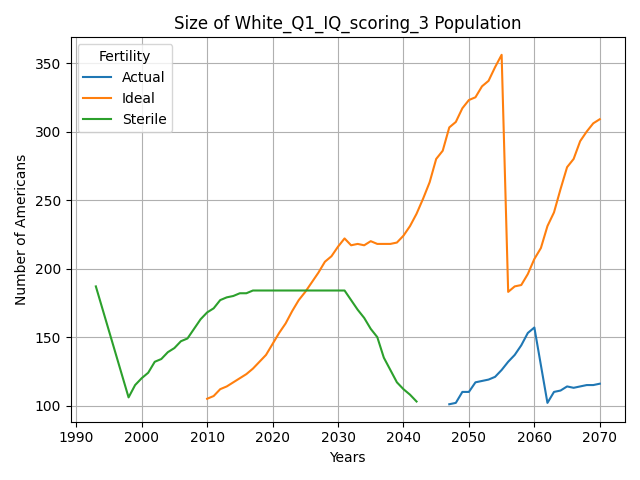 Size of White_Q1_IQ_scoring_3 Population
Number of Americans
350
300
250
200
150
100
Fertility
Actual
Ideal
Sterile
1990 2000 2010 2020 2030 2040 2050 2060 2070
Years